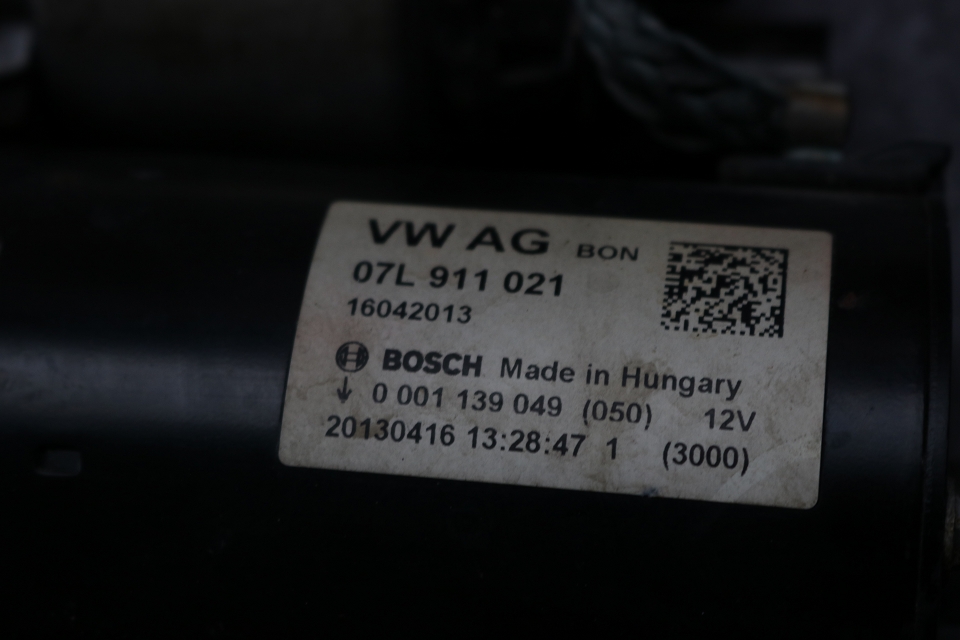 VW AG BON
07L 911 021
16042013
BOSCH Made in Hungary
0 001 139 049 (050) 12V
20130416 13:28:47 1 (3000)